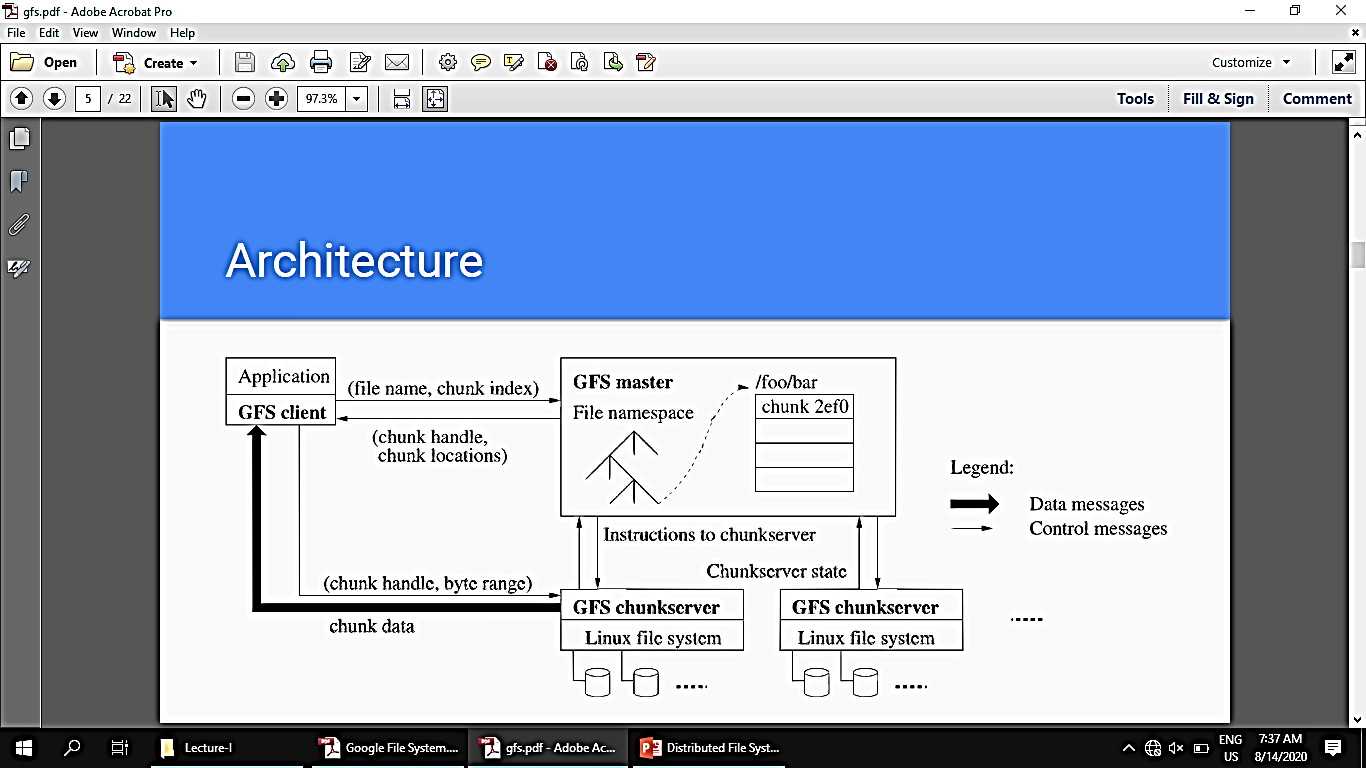 gfs.pdf - Adobe Acrobat Pro
File Edit View Window Help
Open Create Customize
5 / 22 97.3% Tools Fill & Sign Comment
Architecture
Application
GFS client
(file name, chunk index)
(chunk handle,
chunk locations)
GFS master
File namespace
/foo/bar
chunk 2ef0
Legend:
Data messages
Control messages
Instructions to chunkserver
Chunkserver state
(chunk handle, byte range)
chunk data
GFS chunkserver
Linux file system
GFS chunkserver
Linux file system
Lecture-I
Google File System....
gfs.pdf - Adobe Ac...
Distributed File Syst...
ENG
US
7:37 AM
8/14/2020